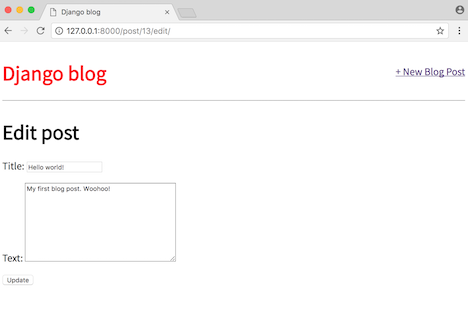 Django blog
127.0.0.1:8000/post/13/edit/
Django blog
+ New Blog Post
Edit post
Title: Hello world!
My first blog post. Woohoo!
Text:
Update